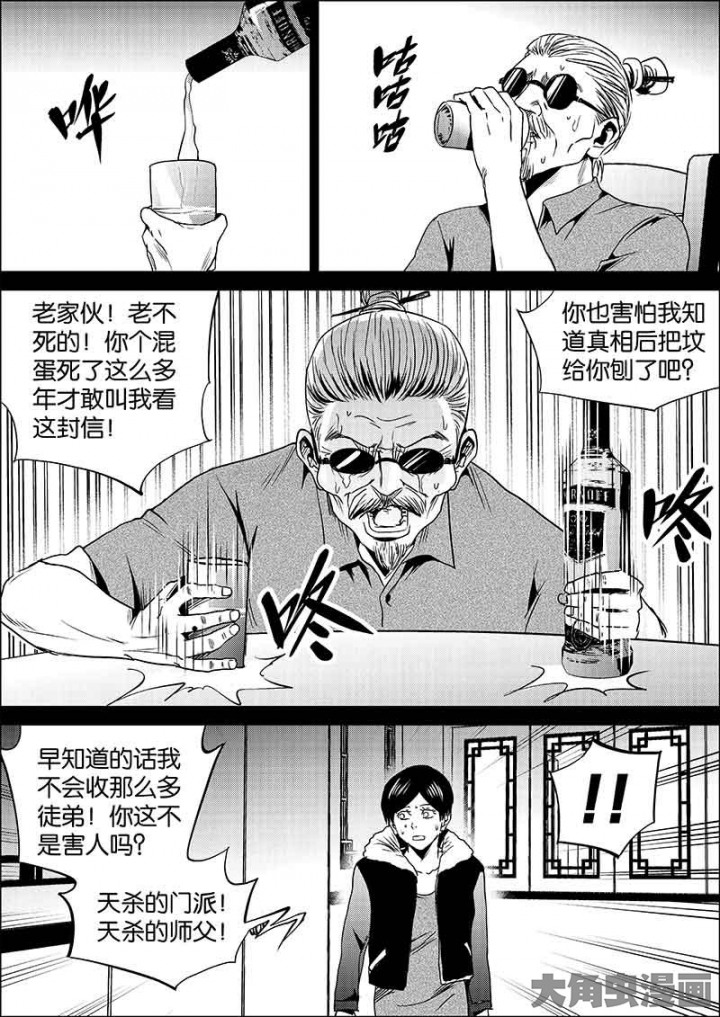 哗
咕咕咕
老家伙！老不
死的！你个混
蛋死了这么多
年才敢叫我看
这封信！
你也害怕我知
道真相后把坟
给你刨了吧？
咚
咚
早知道的话我
不会收那么多
徒弟！你这不
是害人吗？
天杀的门派！
天杀的师父！
!!
大角虫漫画